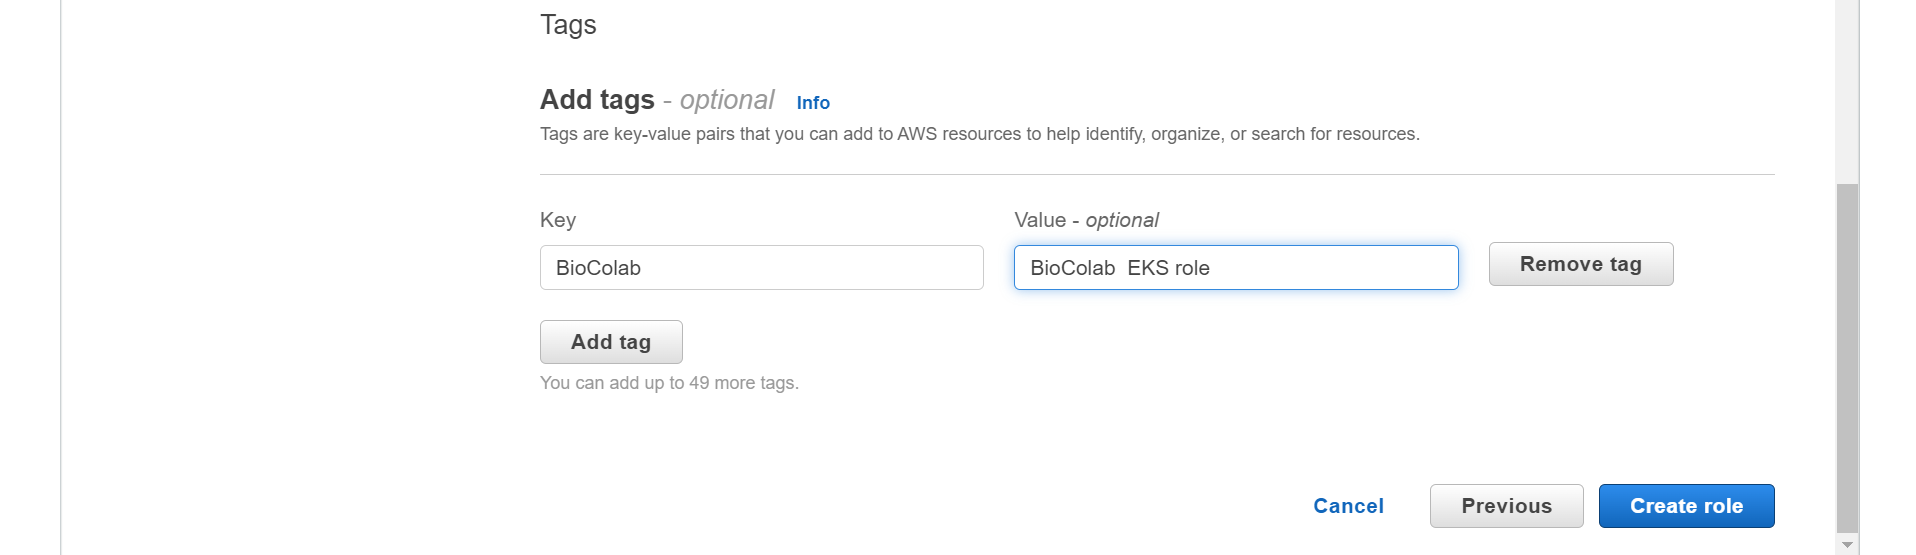 Tags
Add tags - optional Info
Tags are key-value pairs that you can add to AWS resources to help identify, organize, or search for resources.
Key Value - optional
BioColab BioColab  EKS role Remove tag
Add tag
You can add up to 49 more tags.
Cancel Previous Create role